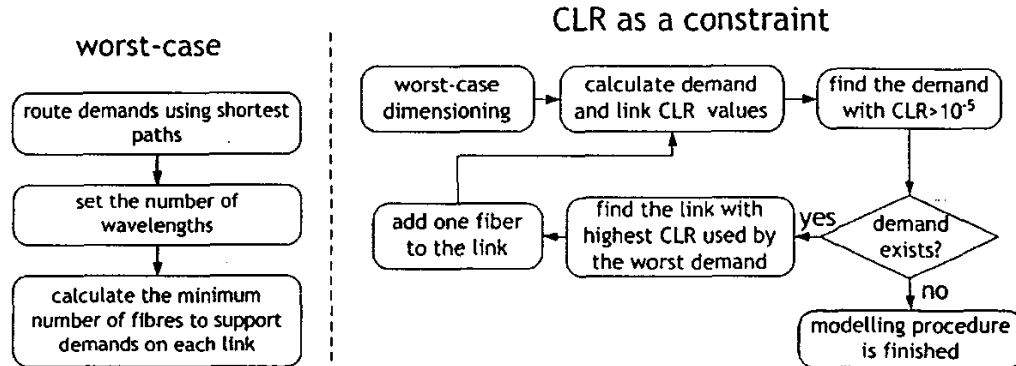 worst-case
route demands using shortest
paths
set the number of
wavelengths
calculate the minimum
number of fibres to support
demands on each link
CLR as a constraint
worst-case
dimensioning
calculate demand
and link CLR values
find the demand
with CLR>10⁻⁵
demand
exists?
yes
find the link with
highest CLR used by
the worst demand
add one fiber
to the link
no
modelling procedure
is finished